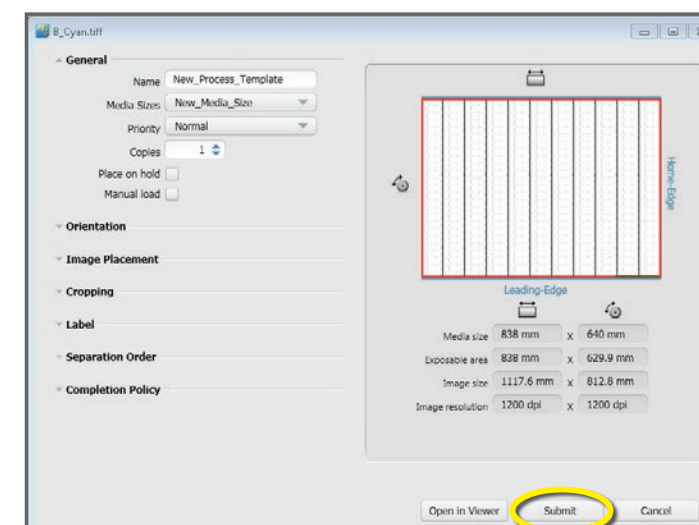 B_Cyan.tiff
General
Name New_Process_Template
Media Sizes New_Media_Size
Priority Normal
Copies 1
Place on hold
Manual load
Orientation
Image Placement
Cropping
Label
Separation Order
Completion Policy
Home-Edge
Leading-Edge
Media size 838 mm x 640 mm
Exposable area 838 mm x 629.9 mm
Image size 1117.6 mm x 812.8 mm
Image resolution 1200 dpi x 1200 dpi
Open in Viewer Submit Cancel